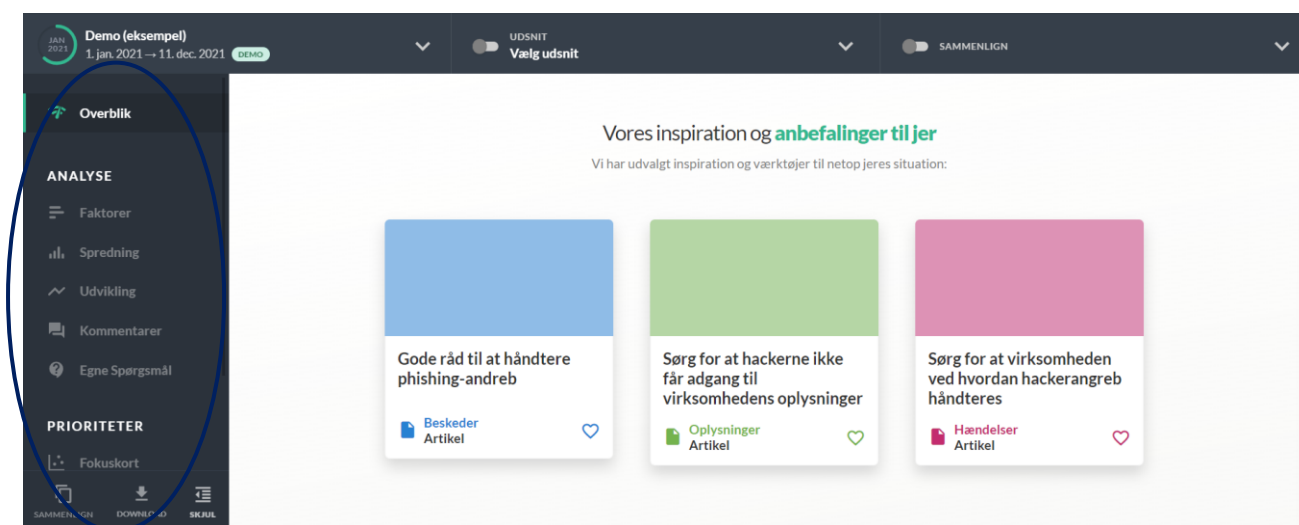 JAN
2021
Demo (eksempel)
1. jan. 2021 → 11. dec. 2021 DEMO
UDSNIT
Vælg udsnit
SAMMENLIGN
Overblik
ANALYSE
Faktorer
Spredning
Udvikling
Kommentarer
Egne Spørgsmål
PRIORITETER
Fokuskort
SAMMENLIGN
DOWNLOAD
SKJUL
Vores inspiration og anbefalinger til jer
Vi har udvalgt inspiration og værktøjer til netop jeres situation:
Gode råd til at håndtere
phishing-andreb
Beskeder
Artikel
Sørg for at hackerne ikke
får adgang til
virksomhedens oplysninger
Oplysninger
Artikel
Sørg for at virksomheden
ved hvordan hackerangreb
håndteres
Hændelser
Artikel